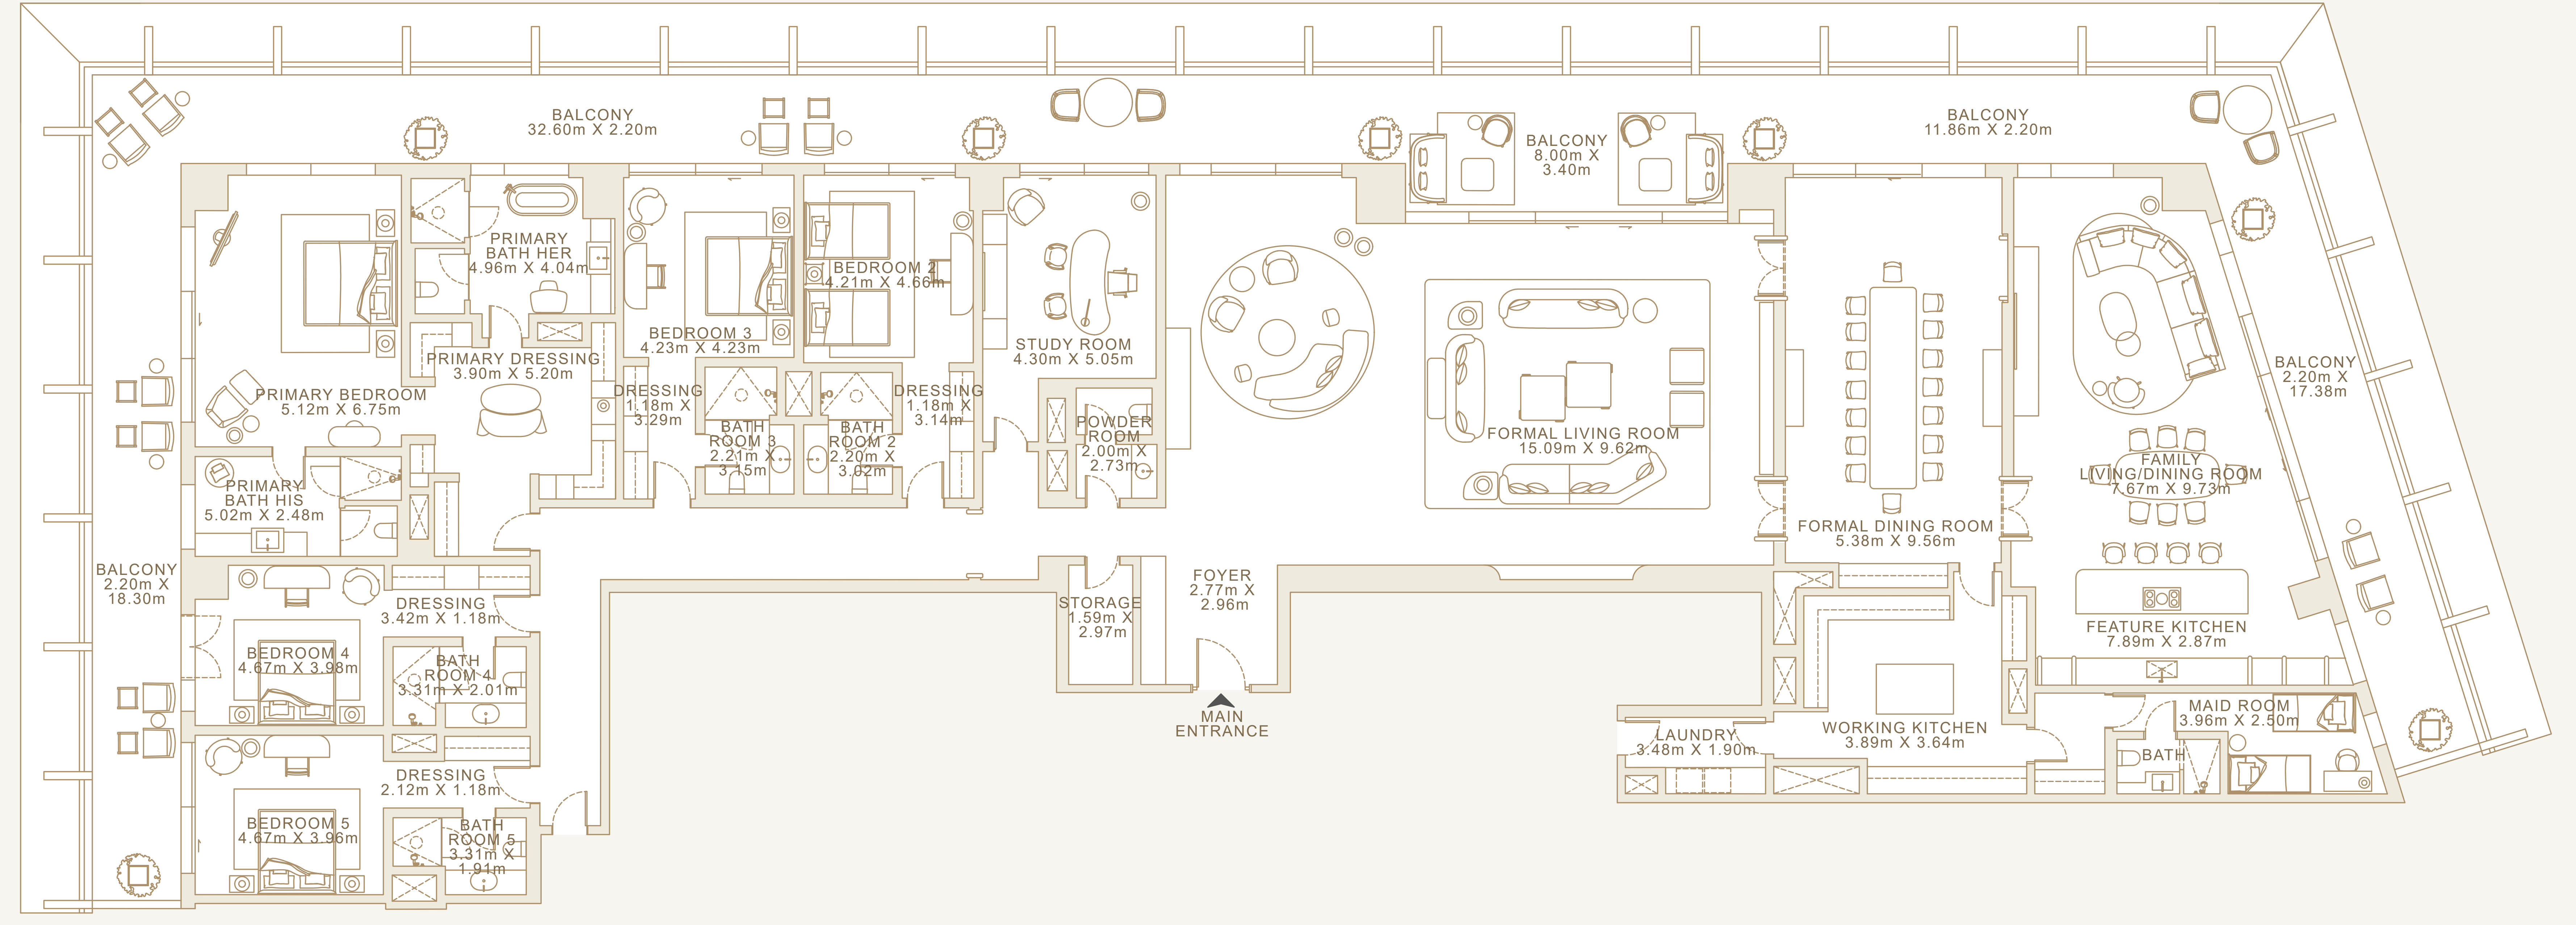 BALCONY
32.60m X 2.20m
BALCONY
8.00m X
3.40m
BALCONY
11.86m X 2.20m
PRIMARY
BATH HER
4.96m X 4.04m
BEDROOM 2
4.21m X 4.66m
BEDROOM 3
4.23m X 4.23m
STUDY ROOM
4.30m X 5.05m
PRIMARY DRESSING
3.90m X 5.20m
PRIMARY BEDROOM
5.12m X 6.75m
DRESSING
1.18m X
3.29m
DRESSING
1.18m X
3.14m
BATH
ROOM 3
2.21m X
3.15m
BATH
ROOM 2
2.20m X
3.02m
POWDER
ROOM
2.00m X
2.73m
FORMAL LIVING ROOM
15.09m X 9.62m
BALCONY
2.20m X
17.38m
FAMILY
LIVING/DINING ROOM
7.67m X 9.73m
PRIMARY
BATH HIS
5.02m X 2.48m
FORMAL DINING ROOM
5.38m X 9.56m
BALCONY
2.20m X
18.30m
DRESSING
3.42m X 1.18m
STORAGE
1.59m X
2.97m
FOYER
2.77m X
2.96m
FEATURE KITCHEN
7.89m X 2.87m
BEDROOM 4
4.67m X 3.98m
BATH
ROOM 4
3.31m X 2.01m
MAIN
ENTRANCE
LAUNDRY
3.48m X 1.90m
WORKING KITCHEN
3.89m X 3.64m
MAID ROOM
3.96m X 2.50m
BATH
DRESSING
2.12m X 1.18m
BEDROOM 5
4.67m X 3.96m
BATH
ROOM 5
3.31m X
1.91m